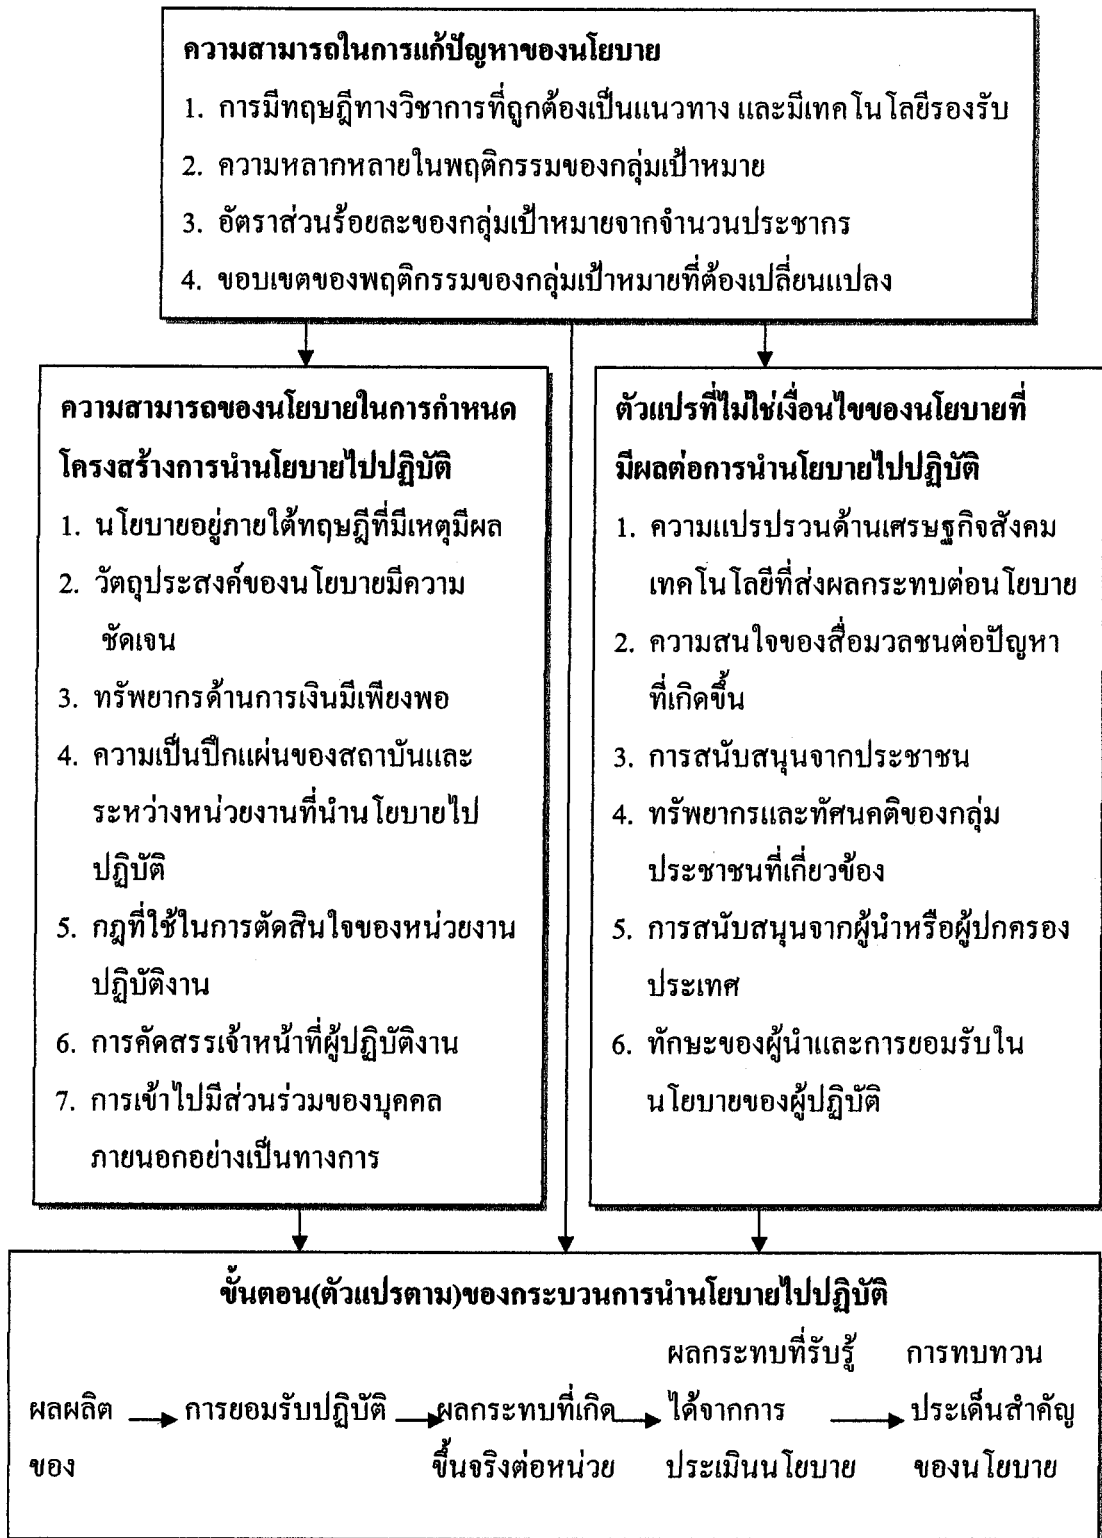 ความสามารถในการแก้ปัญหาของนโยบาย
1. การมีทฤษฎีทางวิชาการที่ถูกต้องเป็นแนวทาง และมีเทคโนโลยีรองรับ
2. ความหลากหลายในพฤติกรรมของกลุ่มเป้าหมาย
3. อัตราส่วนร้อยละของกลุ่มเป้าหมายจากจำนวนประชากร
4. ขอบเขตของพฤติกรรมของกลุ่มเป้าหมายที่ต้องเปลี่ยนแปลง
ความสามารถของนโยบายในการกำหนด
โครงสร้างการนำนโยบายไปปฏิบัติ
1. นโยบายอยู่ภายใต้ทฤษฎีที่มีเหตุมีผล
2. วัตถุประสงค์ของนโยบายมีความ
ชัดเจน
3. ทรัพยากรด้านการเงินมีเพียงพอ
4. ความเป็นปึกแผ่นของสถาบันและ
ระหว่างหน่วยงานที่นำนโยบายไป
ปฏิบัติ
5. กฎที่ใช้ในการตัดสินใจของหน่วยงาน
ปฏิบัติงาน
6. การคัดสรรเจ้าหน้าที่ผู้ปฏิบัติงาน
7. การเข้าไปมีส่วนร่วมของบุคคล
ภายนอกอย่างเป็นทางการ
ตัวแปรที่ไม่ใช่เงื่อนไขของนโยบายที่
มีผลต่อการนำนโยบายไปปฏิบัติ
1. ความแปรปรวนด้านเศรษฐกิจสังคม
เทคโนโลยีที่ส่งผลกระทบต่อนโยบาย
2. ความสนใจของสื่อมวลชนต่อปัญหา
ที่เกิดขึ้น
3. การสนับสนุนจากประชาชน
4. ทรัพยากรและทัศนคติของกลุ่ม
ประชาชนที่เกี่ยวข้อง
5. การสนับสนุนจากผู้นำหรือผู้ปกครอง
ประเทศ
6. ทักษะของผู้นำและการยอมรับใน
นโยบายของผู้ปฏิบัติ
ขั้นตอน(ตัวแปรตาม)ของกระบวนการนำนโยบายไปปฏิบัติ
ผลผลิต
ของ
การยอมรับปฏิบัติ
ผลกระทบที่เกิด
ขึ้นจริงต่อหน่วย
ผลกระทบที่รับรู้
ได้จากการ
ประเมินนโยบาย
การทบทวน
ประเด็นสำคัญ
ของนโยบาย